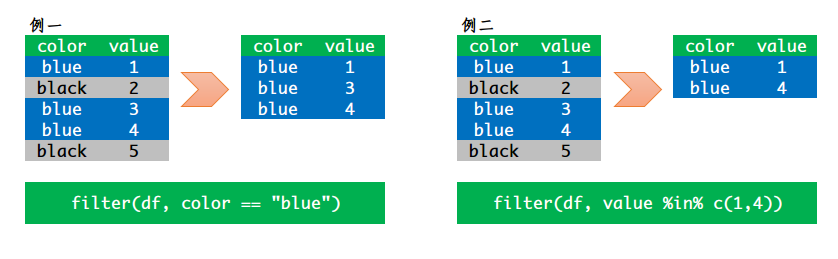 例一
color value
blue 1
black 2
blue 3
blue 4
black 5
color value
blue 1
blue 3
blue 4
filter(df, color == "blue")
例二
color value
blue 1
black 2
blue 3
blue 4
black 5
color value
blue 1
blue 4
filter(df, value %in% c(1,4))